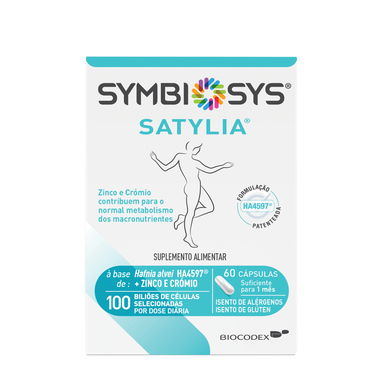 SYMBIOSYS®
SATYLIA®
Zinco e Crómio
contribuem para o
normal metabolismo
dos macronutrientes
FORMULAÇÃO
HA4597®
PATENTEADA
SUPLEMENTO ALIMENTAR
à base de : Hafnia alvei HA4597®
+ ZINCO E CRÓMIO
100 BILIÕES DE CÉLULAS
SELECIONADAS
POR DOSE DIÁRIA
60 CÁPSULAS
Suficiente
para 1 mês
ISENTO DE ALERGÉNOS
ISENTO DE GLÚTEN
BIOCODEX